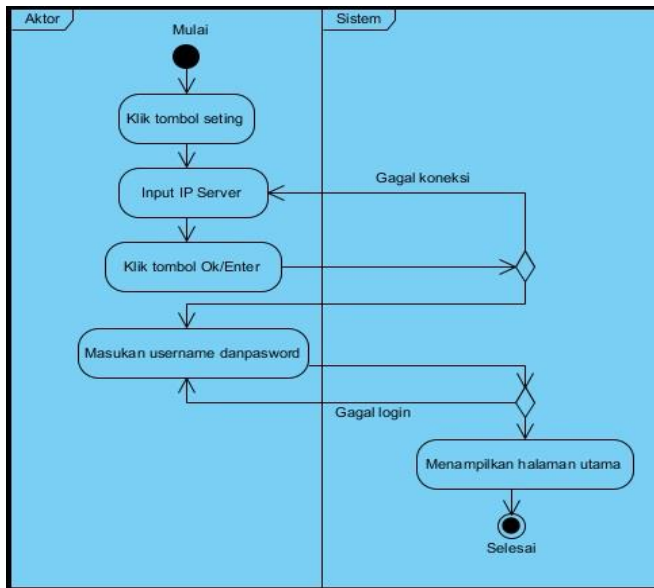 Aktor
Sistem
Mulai
Klik tombol seting
Input IP Server
Gagal koneksi
Klik tombol Ok/Enter
Masukan username danpasword
Gagal login
Menampilkan halaman utama
Selesai